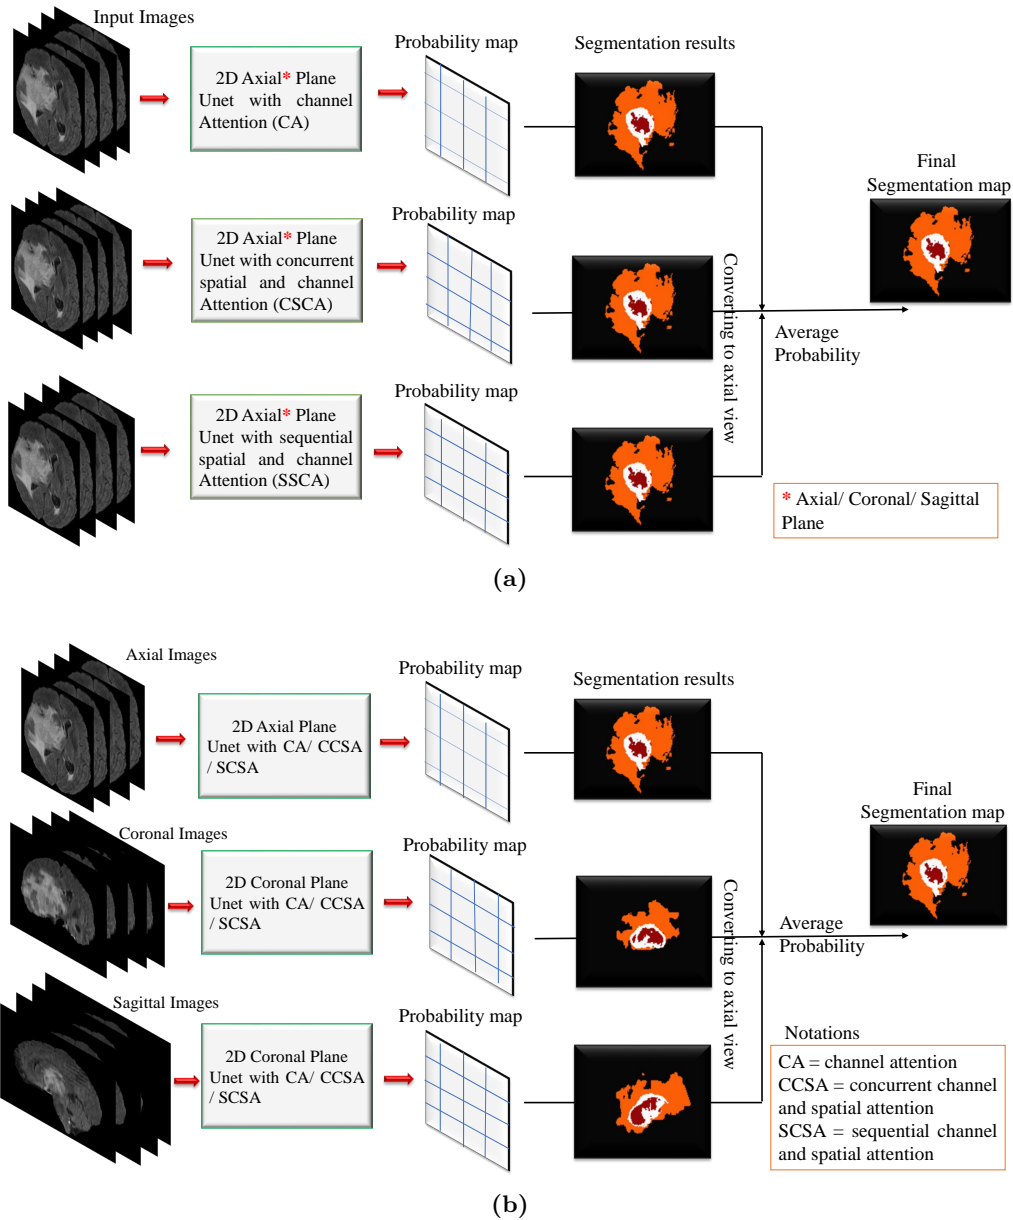 Input Images
2D Axial* Plane
Unet with channel
Attention (CA)
Probability map
Segmentation results
2D Axial* Plane
Unet with concurrent
spatial and channel
Attention (CSCA)
Probability map
2D Axial* Plane
Unet with sequential
spatial and channel
Attention (SSCA)
Probability map
Converting to axial view
Average
Probability
Final
Segmentation map
* Axial/ Coronal/ Sagittal
Plane
(a)
Axial Images
2D Axial Plane
Unet with CA/ CCSA
/ SCSA
Probability map
Segmentation results
Coronal Images
2D Coronal Plane
Unet with CA/ CCSA
/ SCSA
Probability map
Sagittal Images
2D Coronal Plane
Unet with CA/ CCSA
/ SCSA
Probability map
Converting to axial view
Average
Probability
Final
Segmentation map
Notations
CA = channel attention
CCSA = concurrent channel
and spatial attention
SCSA = sequential channel
and spatial attention
(b)